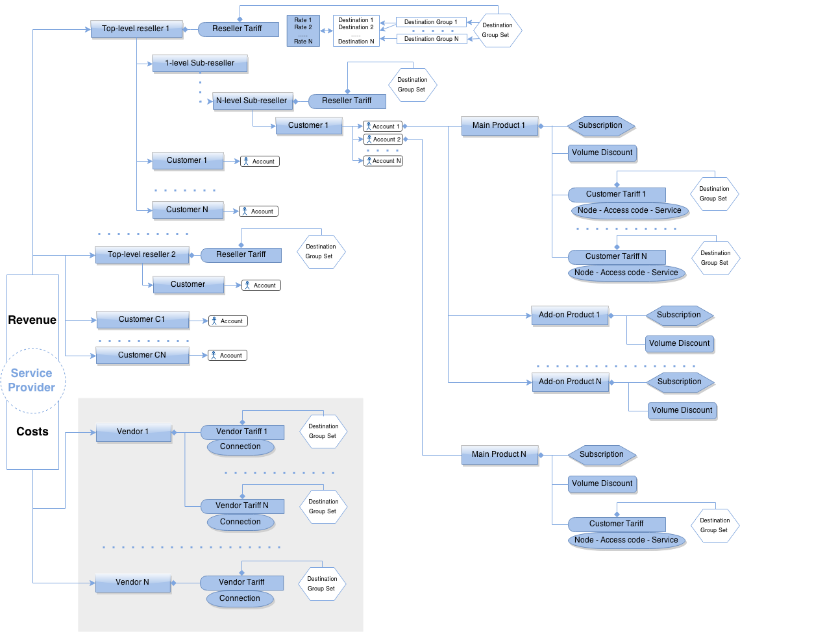 Top-level reseller 1
Reseller Tariff
Rate 1
Rate 2
Rate N
Destination 1
Destination 2
Destination N
Destination Group 1
Destination Group N
Destination
Group Set
1-level Sub-reseller
N-level Sub-reseller
Reseller Tariff
Destination
Group Set
Customer 1
Account 1
Account 2
Account N
Main Product 1
Subscription
Volume Discount
Customer 1
Account
Customer Tariff 1
Node - Access code - Service
Destination
Group Set
Customer N
Account
Top-level reseller 2
Reseller Tariff
Destination
Group Set
Customer Tariff N
Node - Access code - Service
Destination
Group Set
Customer
Account
Revenue
Customer C1
Account
Add-on Product 1
Subscription
Volume Discount
Customer CN
Account
Service
Provider
Add-on Product N
Subscription
Volume Discount
Costs
Vendor 1
Vendor Tariff 1
Connection
Destination
Group Set
Main Product N
Subscription
Volume Discount
Vendor Tariff N
Connection
Destination
Group Set
Customer Tariff
Node - Access code - Service
Destination
Group Set
Vendor N
Vendor Tariff
Connection
Destination
Group Set